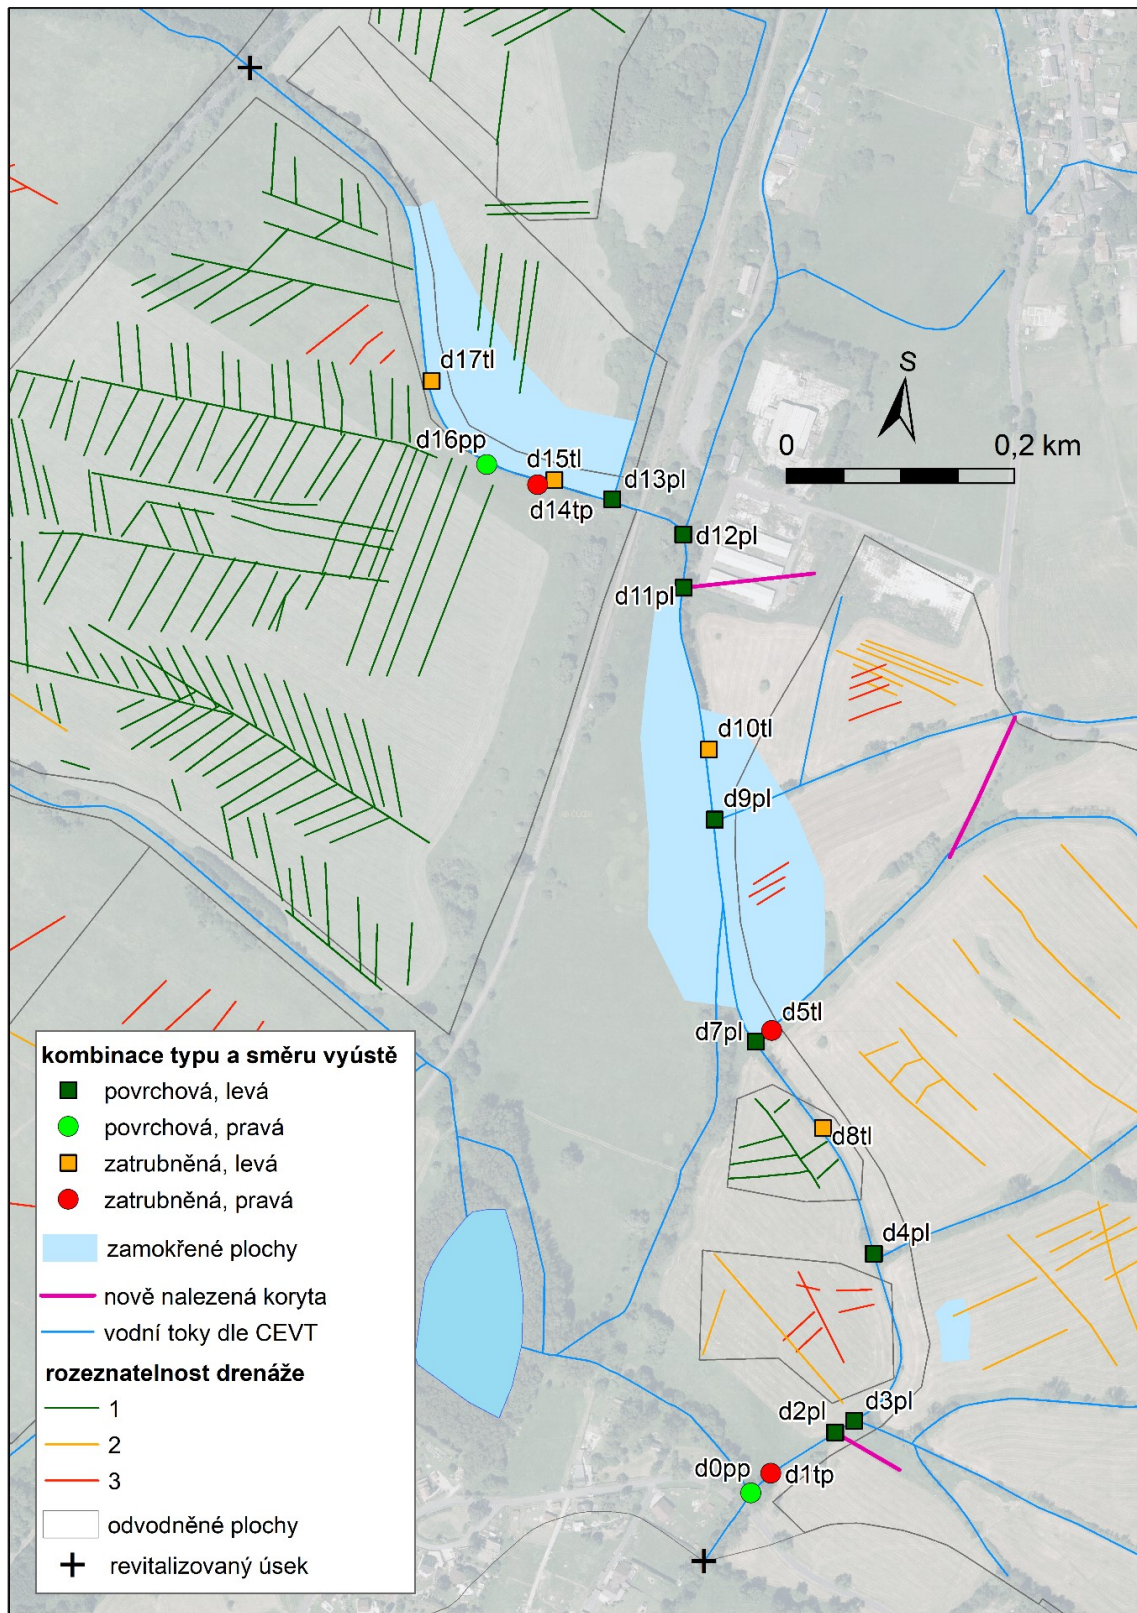 S
0 0,2 km
d17tl
d16pp
d15tl
d13pl
d14tp
d12pl
d11pl
d10tl
d9pl
d5tl
d7pl
d8tl
d4pl
d3pl
d2pl
d0pp
d1tp
kombinace typu a směru vyústě
povrchová, levá
povrchová, pravá
zatrubněná, levá
zatrubněná, pravá
zamokřené plochy
nově nalezená koryta
vodní toky dle CEVT
rozeznatelnost drenáže
1
2
3
odvodněné plochy
revitalizovaný úsek